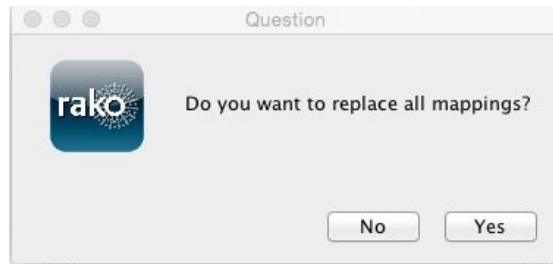 Question
rako
Do you want to replace all mappings?
No
Yes